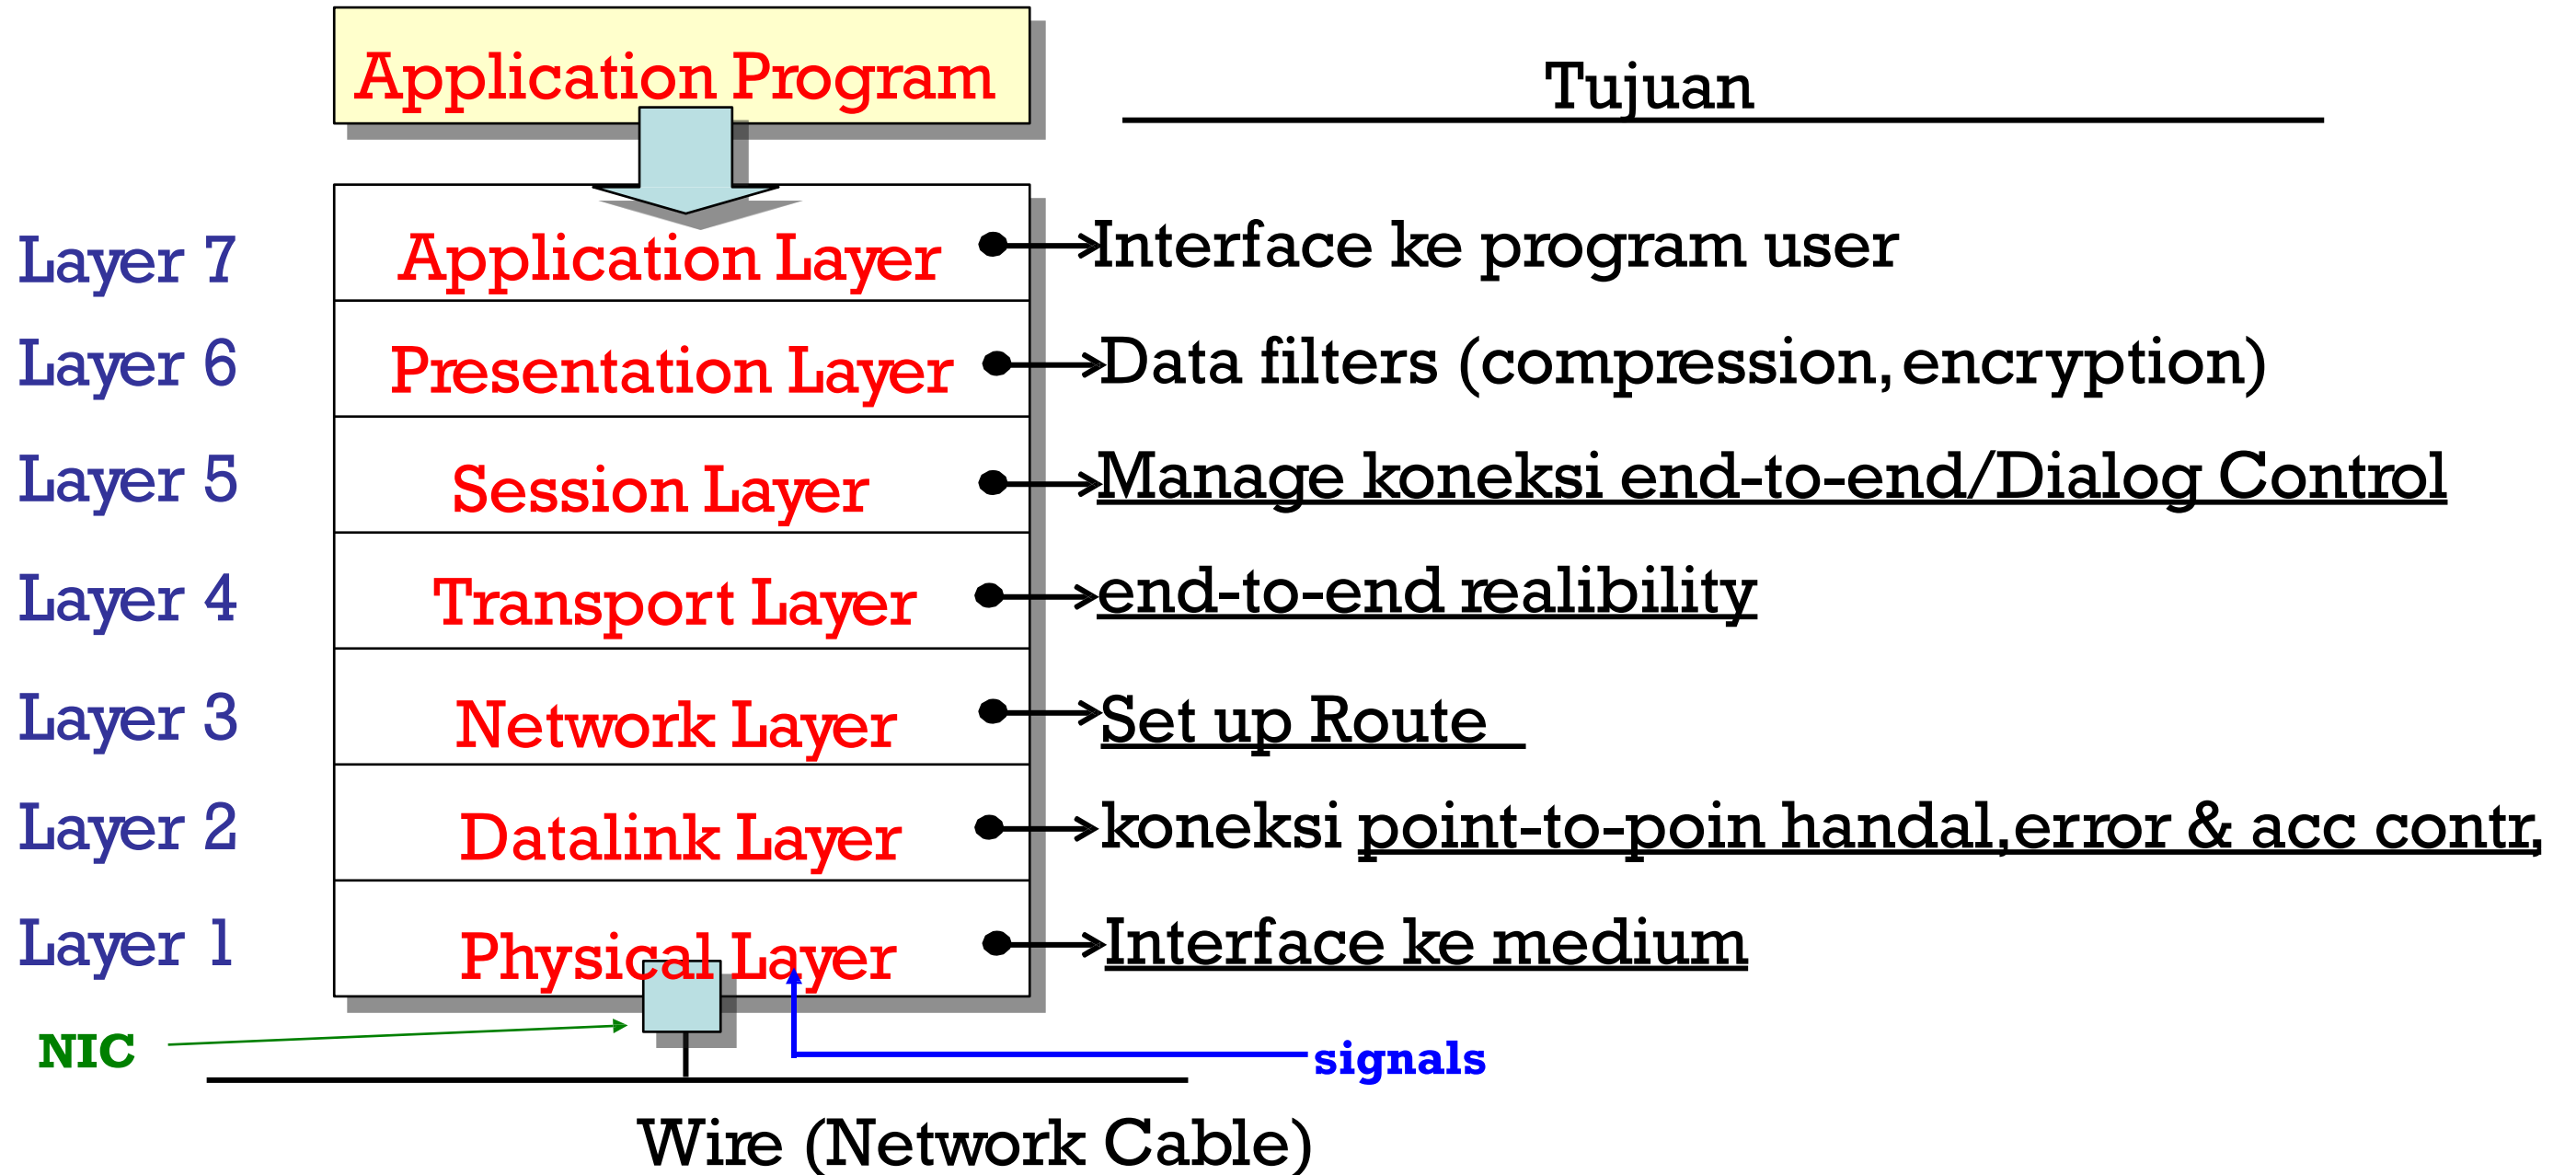 Application Program
Tujuan
Layer 7 Application Layer Interface ke program user
Layer 6 Presentation Layer Data filters (compression, encryption)
Layer 5 Session Layer Manage koneksi end-to-end/Dialog Control
Layer 4 Transport Layer end-to-end realibility
Layer 3 Network Layer Set up Route
Layer 2 Datalink Layer koneksi point-to-poin handal,error & acc contr,
Layer 1 Physical Layer Interface ke medium
NIC
signals
Wire (Network Cable)